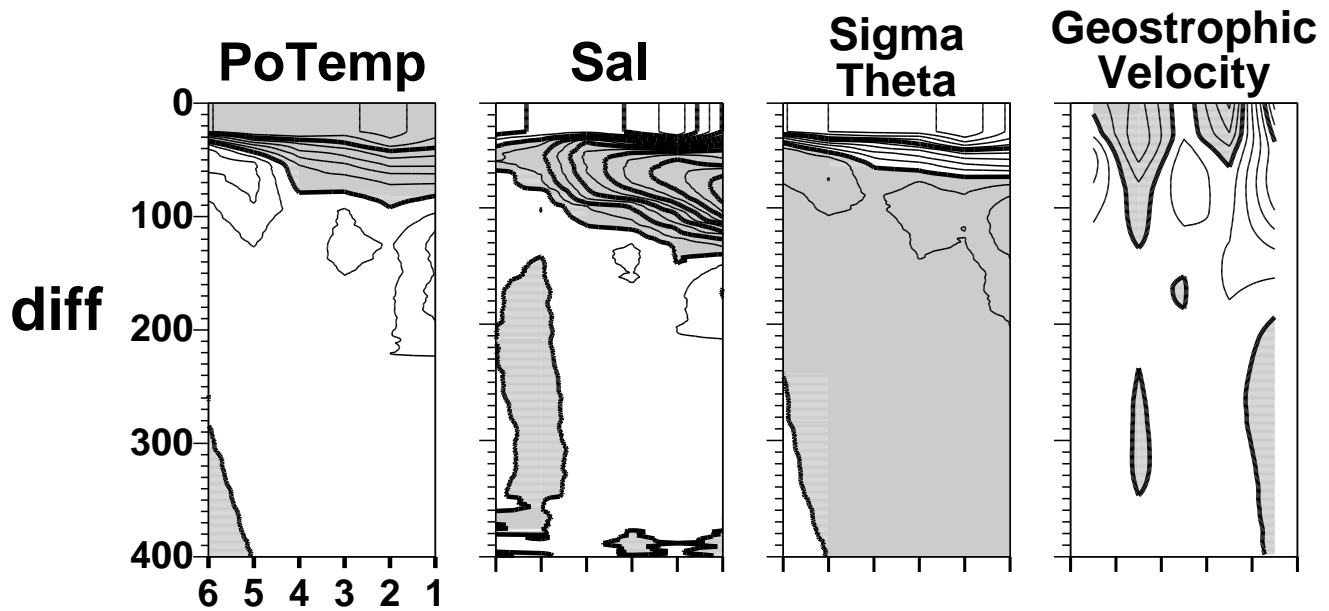 PoTemp
Sal
Sigma
Theta
Geostrophic
Velocity
diff
0
100
200
300
400
6 5 4 3 2 1